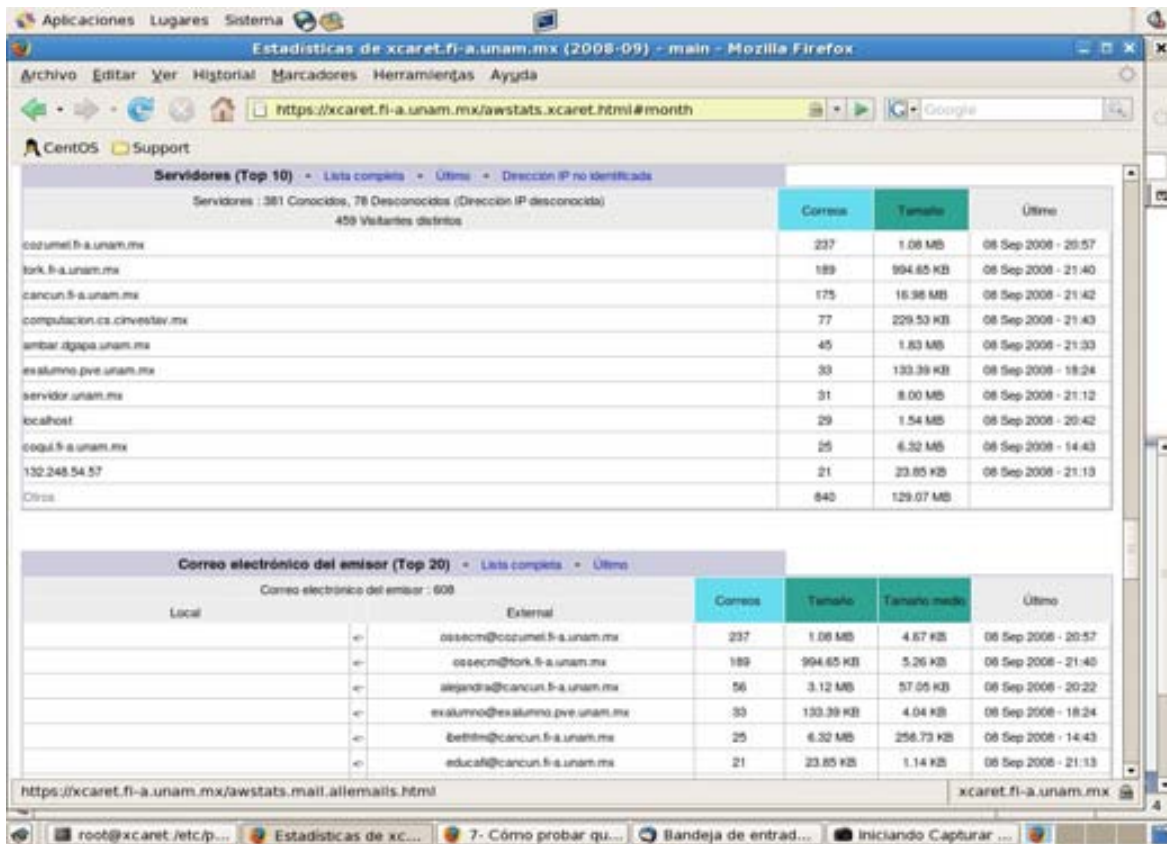 Aplicaciones Lugares Sistema
Estadísticas de xcaret.fi-a.unam.mx (2008-09) - main - Mozilla Firefox
Archivo Editar Ver Historial Marcadores Herramientas Ayuda
https://xcaret.fi-a.unam.mx/awstats.xcaret.html#month Google
CentOS Support
Servidores (Top 10) - Lista completa - Último - Dirección IP no identificada
Servidores : 381 Conocidos, 78 Desconocidos (Dirección IP desconocida)
459 Visitantes distintos
Correos Tamaño Último
cozumel.fi-a.unam.mx 237 1.08 MB 08 Sep 2008 - 20:57
tork.fi-a.unam.mx 189 994.65 KB 08 Sep 2008 - 21:40
cancun.fi-a.unam.mx 175 16.98 MB 08 Sep 2008 - 21:42
computacion.cs.cinvestav.mx 77 229.53 KB 08 Sep 2008 - 21:43
ambar.dgapa.unam.mx 45 1.83 MB 08 Sep 2008 - 21:33
exalumno.pve.unam.mx 33 133.39 KB 08 Sep 2008 - 18:24
servidor.unam.mx 31 8.00 MB 08 Sep 2008 - 21:12
localhost 29 1.54 MB 08 Sep 2008 - 20:42
coqui.fi-a.unam.mx 25 6.32 MB 08 Sep 2008 - 14:43
132.248.54.57 21 23.85 KB 08 Sep 2008 - 21:13
Otros 840 129.07 MB
Correo electrónico del emisor (Top 20) - Lista completa - Último
Correo electrónico del emisor : 608
Local External Correos Tamaño Tamaño medio Último
<- ossecm@cozumel.fi-a.unam.mx 237 1.08 MB 4.67 KB 08 Sep 2008 - 20:57
<- ossecm@tork.fi-a.unam.mx 189 994.65 KB 5.26 KB 08 Sep 2008 - 21:40
<- alejandra@cancun.fi-a.unam.mx 56 3.12 MB 57.05 KB 08 Sep 2008 - 20:22
<- exalumno@exalumno.pve.unam.mx 33 133.39 KB 4.04 KB 08 Sep 2008 - 18:24
<- 25 6.32 MB 258.73 KB 08 Sep 2008 - 14:43
<- educafi@cancun.fi-a.unam.mx 21 23.85 KB 1.14 KB 08 Sep 2008 - 21:13
https://xcaret.fi-a.unam.mx/awstats.mail.allemails.html xcaret.fi-a.unam.mx
root@xcaret:/etc/p... Estadísticas de xc... 7- Cómo probar qu... Bandeja de entrad... Iniciando Capturar ...
4